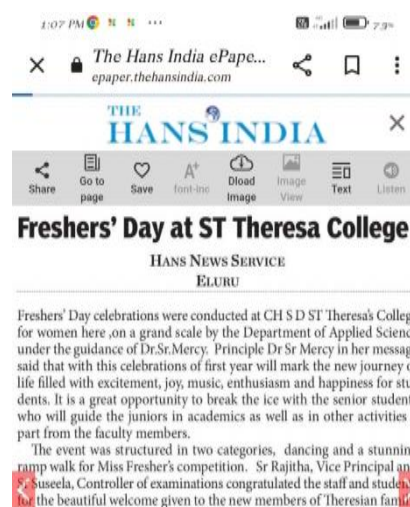 1:07 PM
The Hans India ePape...
epaper.thehansindia.com
THE
HANS INDIA
Share
Go to
page
Save
A+
font-inc
Dload
Image
Image
View
Text
Listen
Freshers' Day at ST Theresa College
HANS NEWS SERVICE
ELURU
Freshers' Day celebrations were conducted at CH S D ST Theresa's Colleg
for women here ,on a grand scale by the Department of Applied Scienc
under the guidance of Dr.Sr.Mercy. Principle Dr Sr Mercy in her messag
said that with this celebrations of first year will mark the new journey o
life filled with excitement, joy, music, enthusiasm and happiness for stu
dents. It is a great opportunity to break the ice with the senior student
who will guide the juniors in academics as well as in other activities
part from the faculty members.
The event was structured in two categories, dancing and a stunnin
ramp walk for Miss Fresher's competition. Sr Rajitha, Vice Principal an
Suseela, Controller of examinations congratulated the staff and studen
for the beautiful welcome given to the new members of Theresian fami